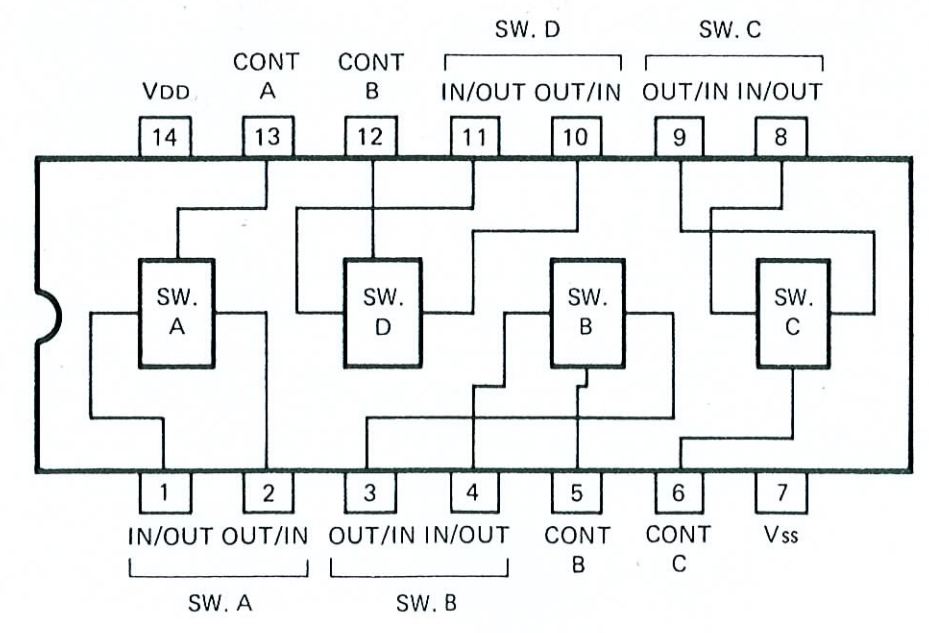 SW. D SW. C
CONT CONT
VDD A B IN/OUT OUT/IN OUT/IN IN/OUT
14 13 12 11 10 9 8
SW. SW. SW. SW.
A D B C
1 2 3 4 5 6 7
IN/OUT OUT/IN OUT/IN IN/OUT CONT CONT Vss
B C
SW. A SW. B